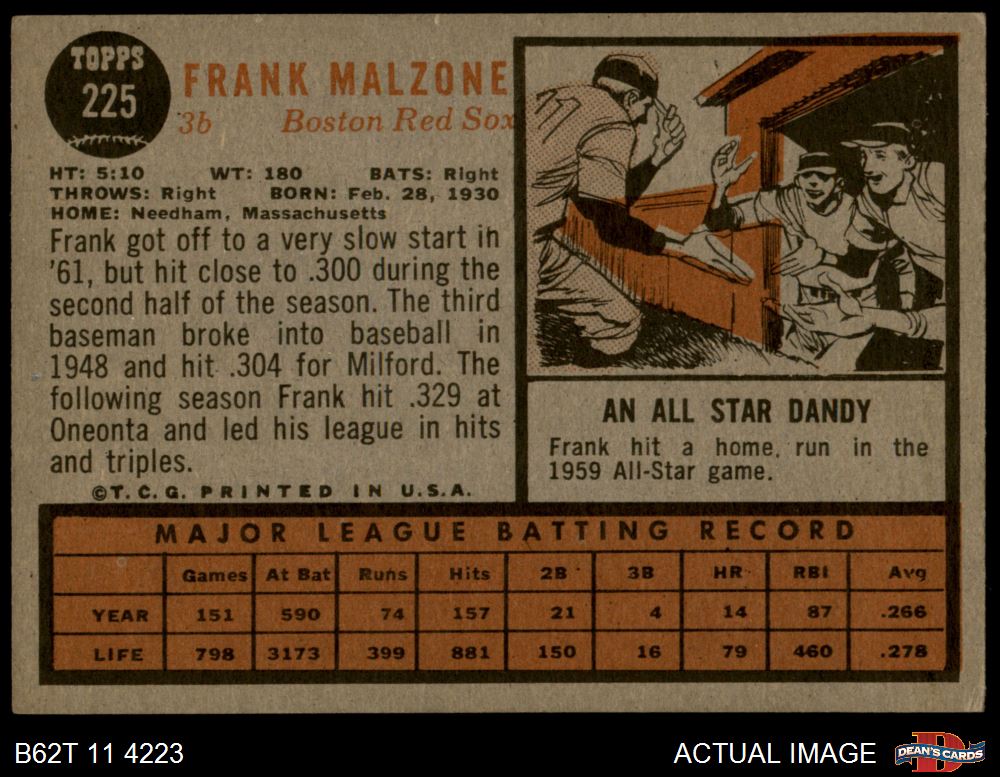 TOPPS
225
FRANK MALZONE
3b Boston Red Sox
HT: 5:10 WT: 180 BATS: Right
THROWS: Right BORN: Feb. 28, 1930
HOME: Needham, Massachusetts
Frank got off to a very slow start in
'61, but hit close to .300 during the
second half of the season. The third
baseman broke into baseball in
1948 and hit .304 for Milford. The
following season Frank hit .329 at
Oneonta and led his league in hits
and triples.
©T. C. G. PRINTED IN U.S.A.
AN ALL STAR DANDY
Frank hit a home run in the
1959 All-Star game.
MAJOR LEAGUE BATTING RECORD
Games At Bat Runs Hits 2B 3B HR RBI Avg
YEAR 151 590 74 157 21 4 14 87 .266
LIFE 798 3173 399 881 150 16 79 460 .278
B62T 11 4223 ACTUAL IMAGE DEAN'S CARDS